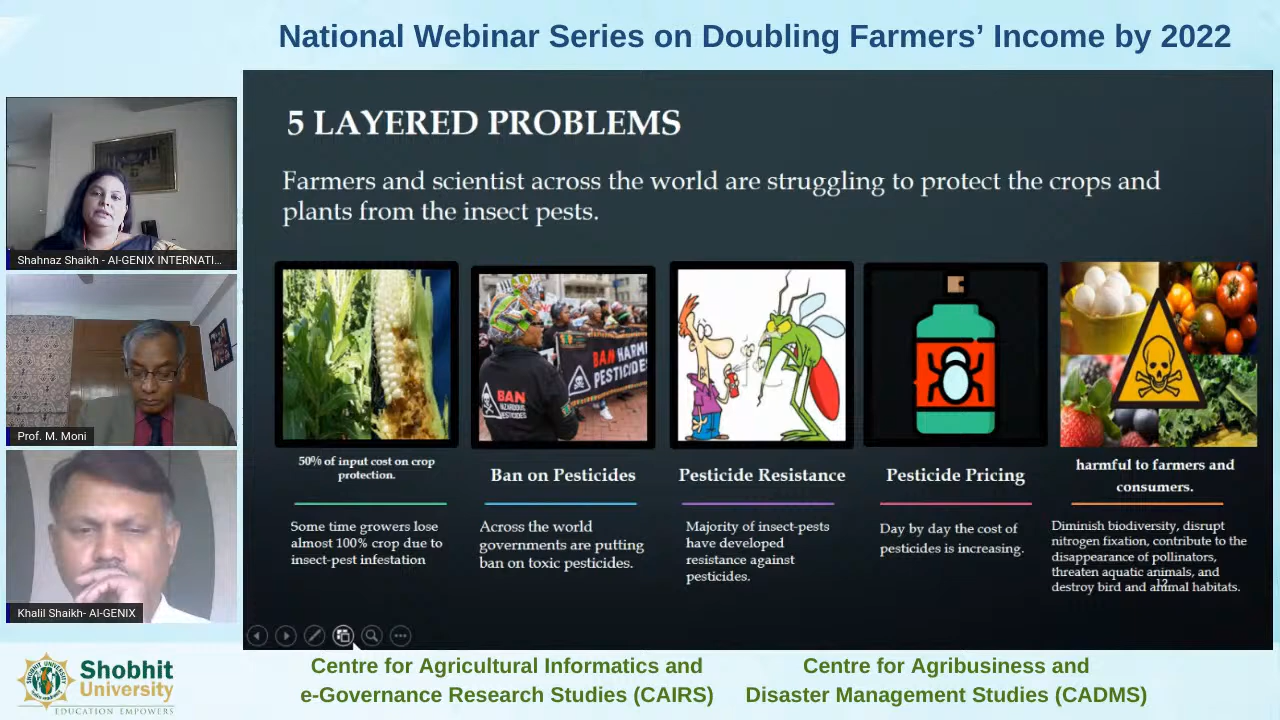 National Webinar Series on Doubling Farmers’ Income by 2022
5 LAYERED PROBLEMS
Farmers and scientist across the world are struggling to protect the crops and
plants from the insect pests.
Shahnaz Shaikh - AI-GENIX INTERNATI...
Prof. M. Moni
Khalil Shaikh- AI-GENIX
BAN HARM
PESTICIDES
BAN
HAZARDOUS
PESTICIDES
50% of input cost on crop
protection.
Some time growers lose
almost 100% crop due to
insect-pest infestation
Ban on Pesticides
Across the world
governments are putting
ban on toxic pesticides.
Pesticide Resistance
Majority of insect-pests
have developed
resistance against
pesticides.
Pesticide Pricing
Day by day the cost of
pesticides is increasing.
harmful to farmers and
consumers.
Diminish biodiversity, disrupt
nitrogen fixation, contribute to the
disappearance of pollinators,
threaten aquatic animals, and
destroy bird and animal habitats.
12
Shobhit
University
EDUCATION EMPOWERS
Centre for Agricultural Informatics and
e-Governance Research Studies (CAIRS)
Centre for Agribusiness and
Disaster Management Studies (CADMS)